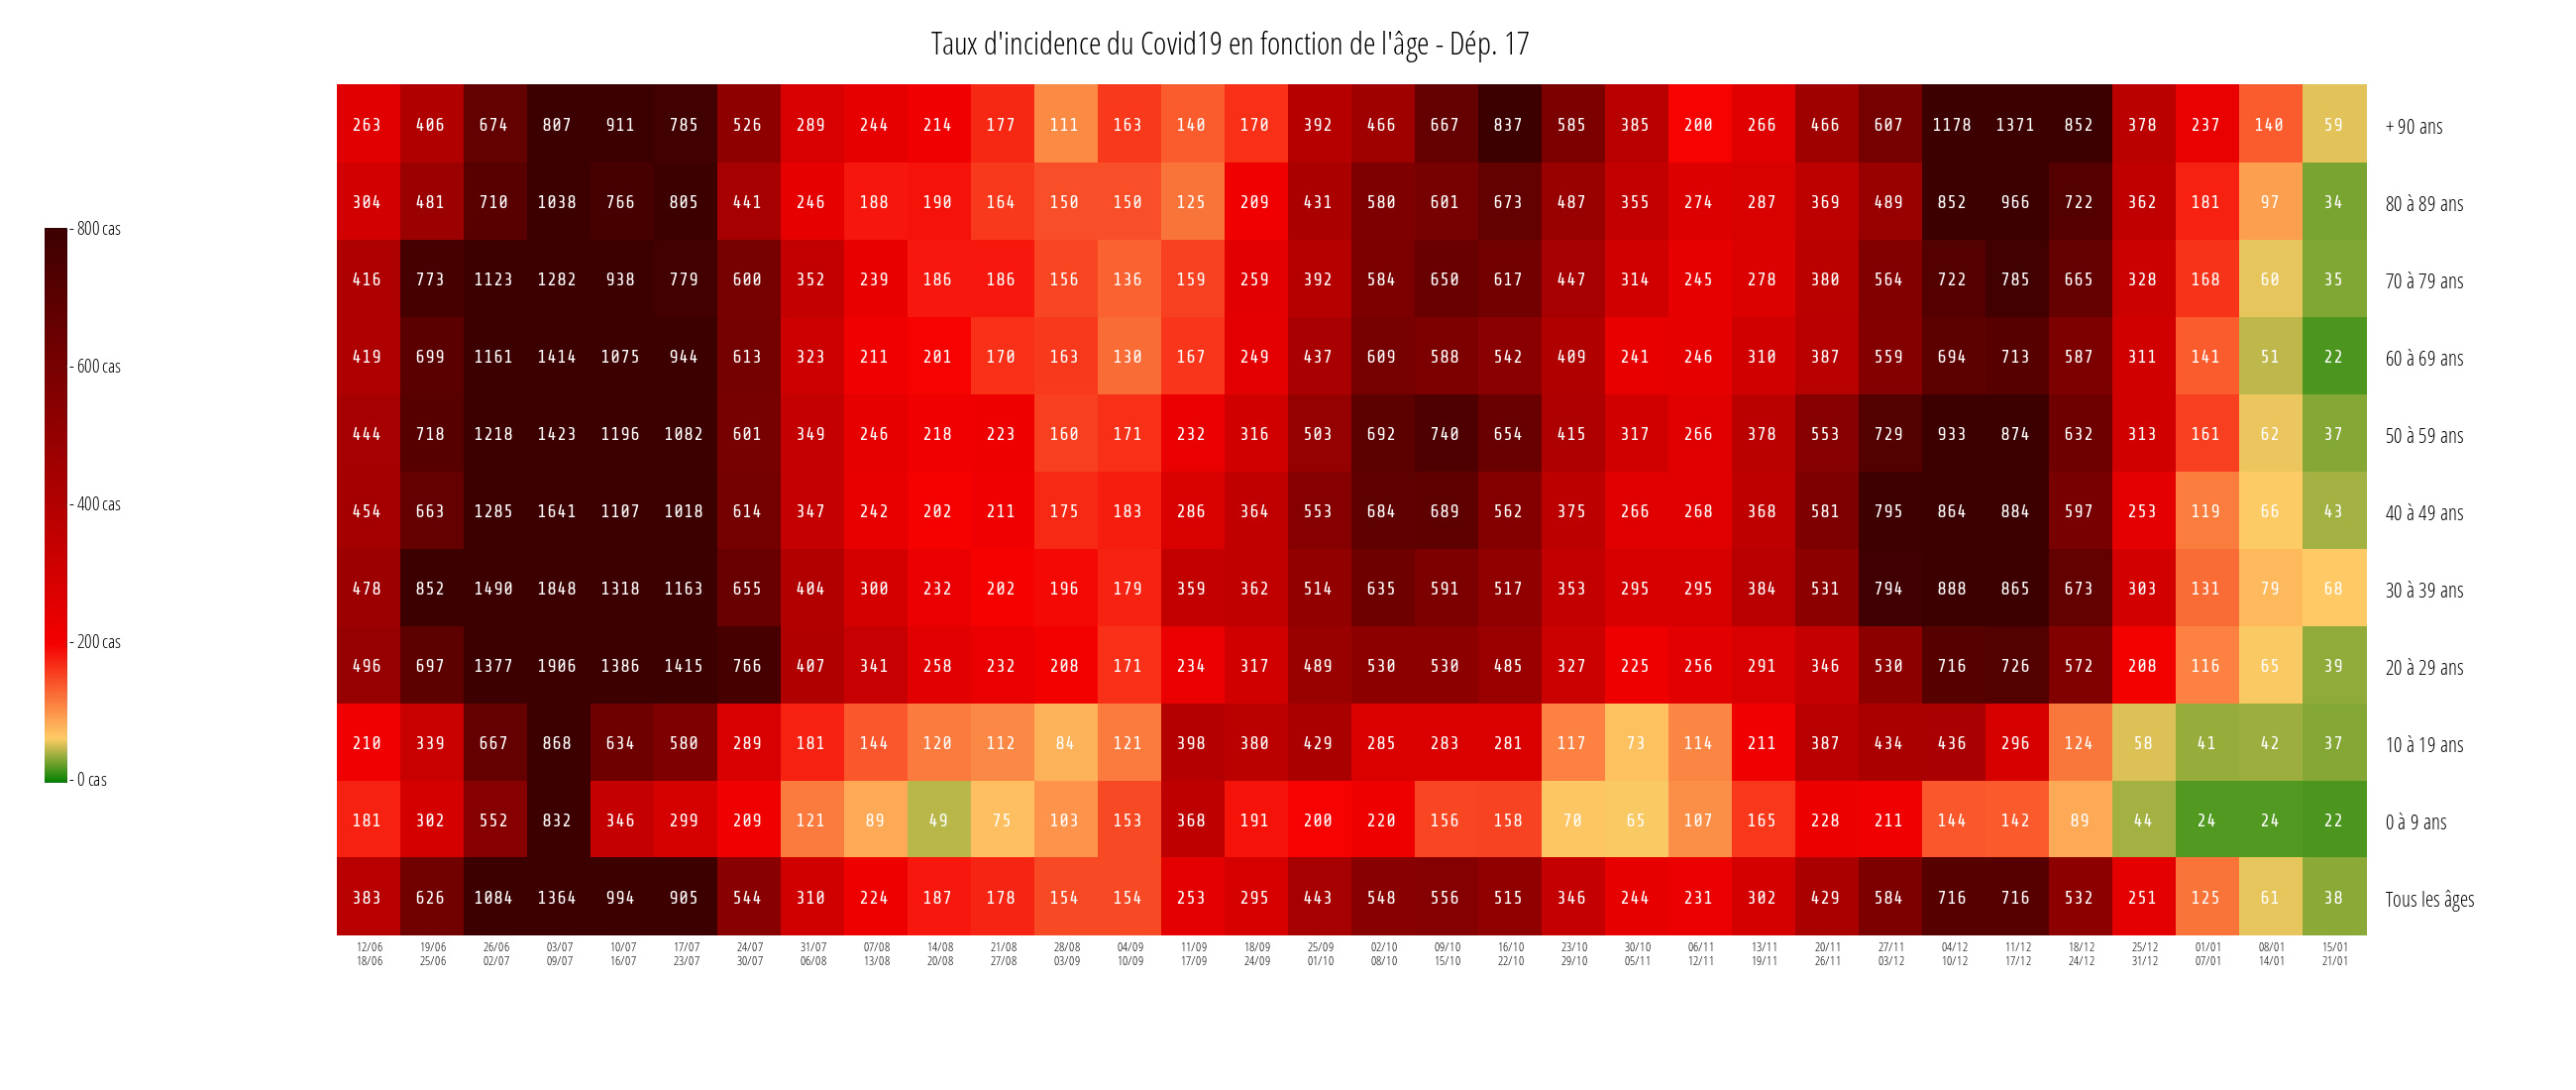 Taux d'incidence du Covid19 en fonction de l'âge - Dép. 17
- 800 cas
- 600 cas
- 400 cas
- 200 cas
- 0 cas
263 406 674 807 911 785 526 289 244 214 177 111 163 140 170 392 466 667 837 585 385 200 266 466 607 1178 1371 852 378 237 140 59 + 90 ans
304 481 710 1038 766 805 441 246 188 190 164 150 150 125 209 431 580 601 673 487 355 274 287 369 489 852 966 722 362 181 97 34 80 à 89 ans
416 773 1123 1282 938 779 600 352 239 186 186 156 136 159 259 392 584 650 617 447 314 245 278 380 564 722 785 665 328 168 60 35 70 à 79 ans
419 699 1161 1414 1075 944 613 323 211 201 170 163 130 167 249 437 609 588 542 409 241 246 310 387 559 694 713 587 311 141 51 22 60 à 69 ans
444 718 1218 1423 1196 1082 601 349 246 218 223 160 171 232 316 503 692 740 654 415 317 266 378 553 729 933 874 632 313 161 62 37 50 à 59 ans
454 663 1285 1641 1107 1018 614 347 242 202 211 175 183 286 364 553 684 689 562 375 266 268 368 581 795 864 884 597 253 119 66 43 40 à 49 ans
478 852 1490 1848 1318 1163 655 404 300 232 202 196 179 359 362 514 635 591 517 353 295 295 384 531 794 888 865 673 303 131 79 68 30 à 39 ans
496 697 1377 1906 1386 1415 766 407 341 258 232 208 171 234 317 489 530 530 485 327 225 256 291 346 530 716 726 572 208 116 65 39 20 à 29 ans
210 339 667 868 634 580 289 181 144 120 112 84 121 398 380 429 285 283 281 117 73 114 211 387 434 436 296 124 58 41 42 37 10 à 19 ans
181 302 552 832 346 299 209 121 89 49 75 103 153 368 191 200 220 156 158 70 65 107 165 228 211 144 142 89 44 24 24 22 0 à 9 ans
383 626 1084 1364 994 905 544 310 224 187 178 154 154 253 295 443 548 556 515 346 244 231 302 429 584 716 716 532 251 125 61 38 Tous les âges
12/06 19/06 26/06 03/07 10/07 17/07 24/07 31/07 07/08 14/08 21/08 28/08 04/09 11/09 18/09 25/09 02/10 09/10 16/10 23/10 30/10 06/11 13/11 20/11 27/11 04/12 11/12 18/12 25/12 01/01 08/01 15/01
18/06 25/06 02/07 09/07 16/07 23/07 30/07 06/08 13/08 20/08 27/08 03/09 10/09 17/09 24/09 01/10 08/10 15/10 22/10 29/10 05/11 12/11 19/11 26/11 03/12 10/12 17/12 24/12 31/12 07/01 14/01 21/01